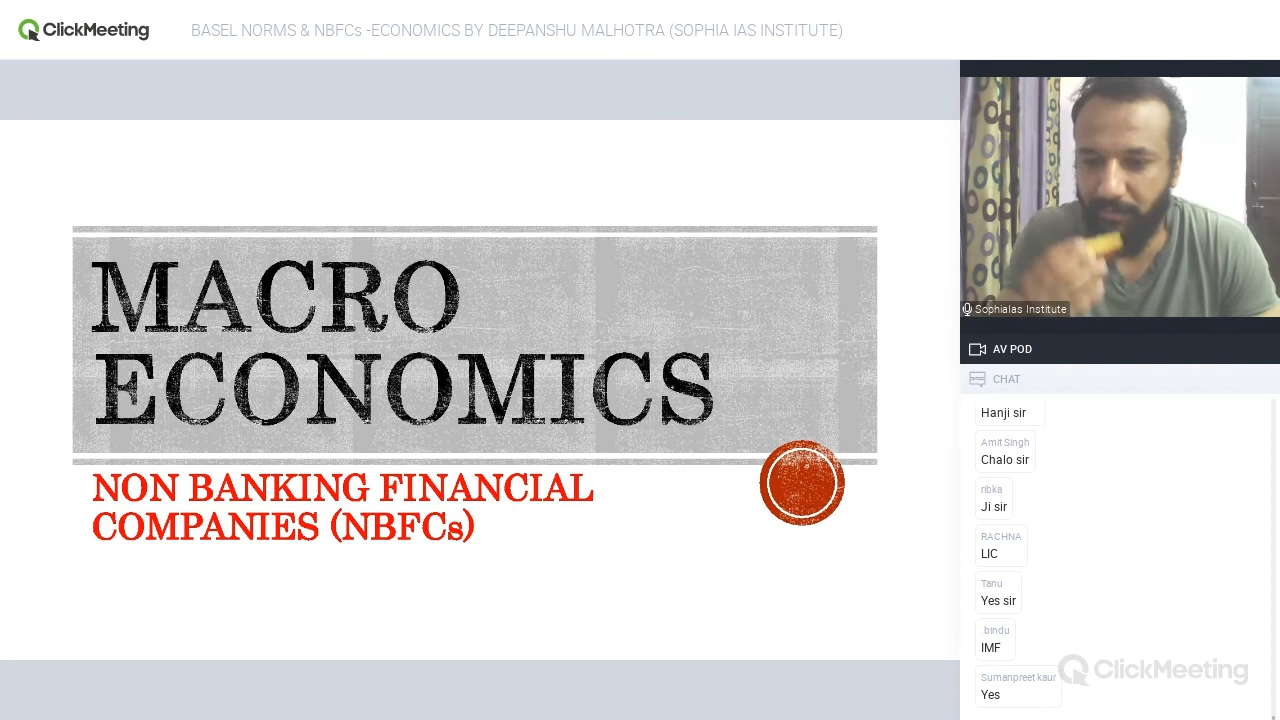 ClickMeeting
BASEL NORMS & NBFCs -ECONOMICS BY DEEPANSHU MALHOTRA (SOPHIA IAS INSTITUTE)
MACRO
ECONOMICS
NON BANKING FINANCIAL
COMPANIES (NBFCs)
SophiaIas Institute
AV POD
CHAT
Hanji sir
Amit Singh
Chalo sir
ribka
Ji sir
RACHNA
LIC
Tanu
Yes sir
.bindu
IMF
Sumanpreet kaur
Yes
ClickMeeting